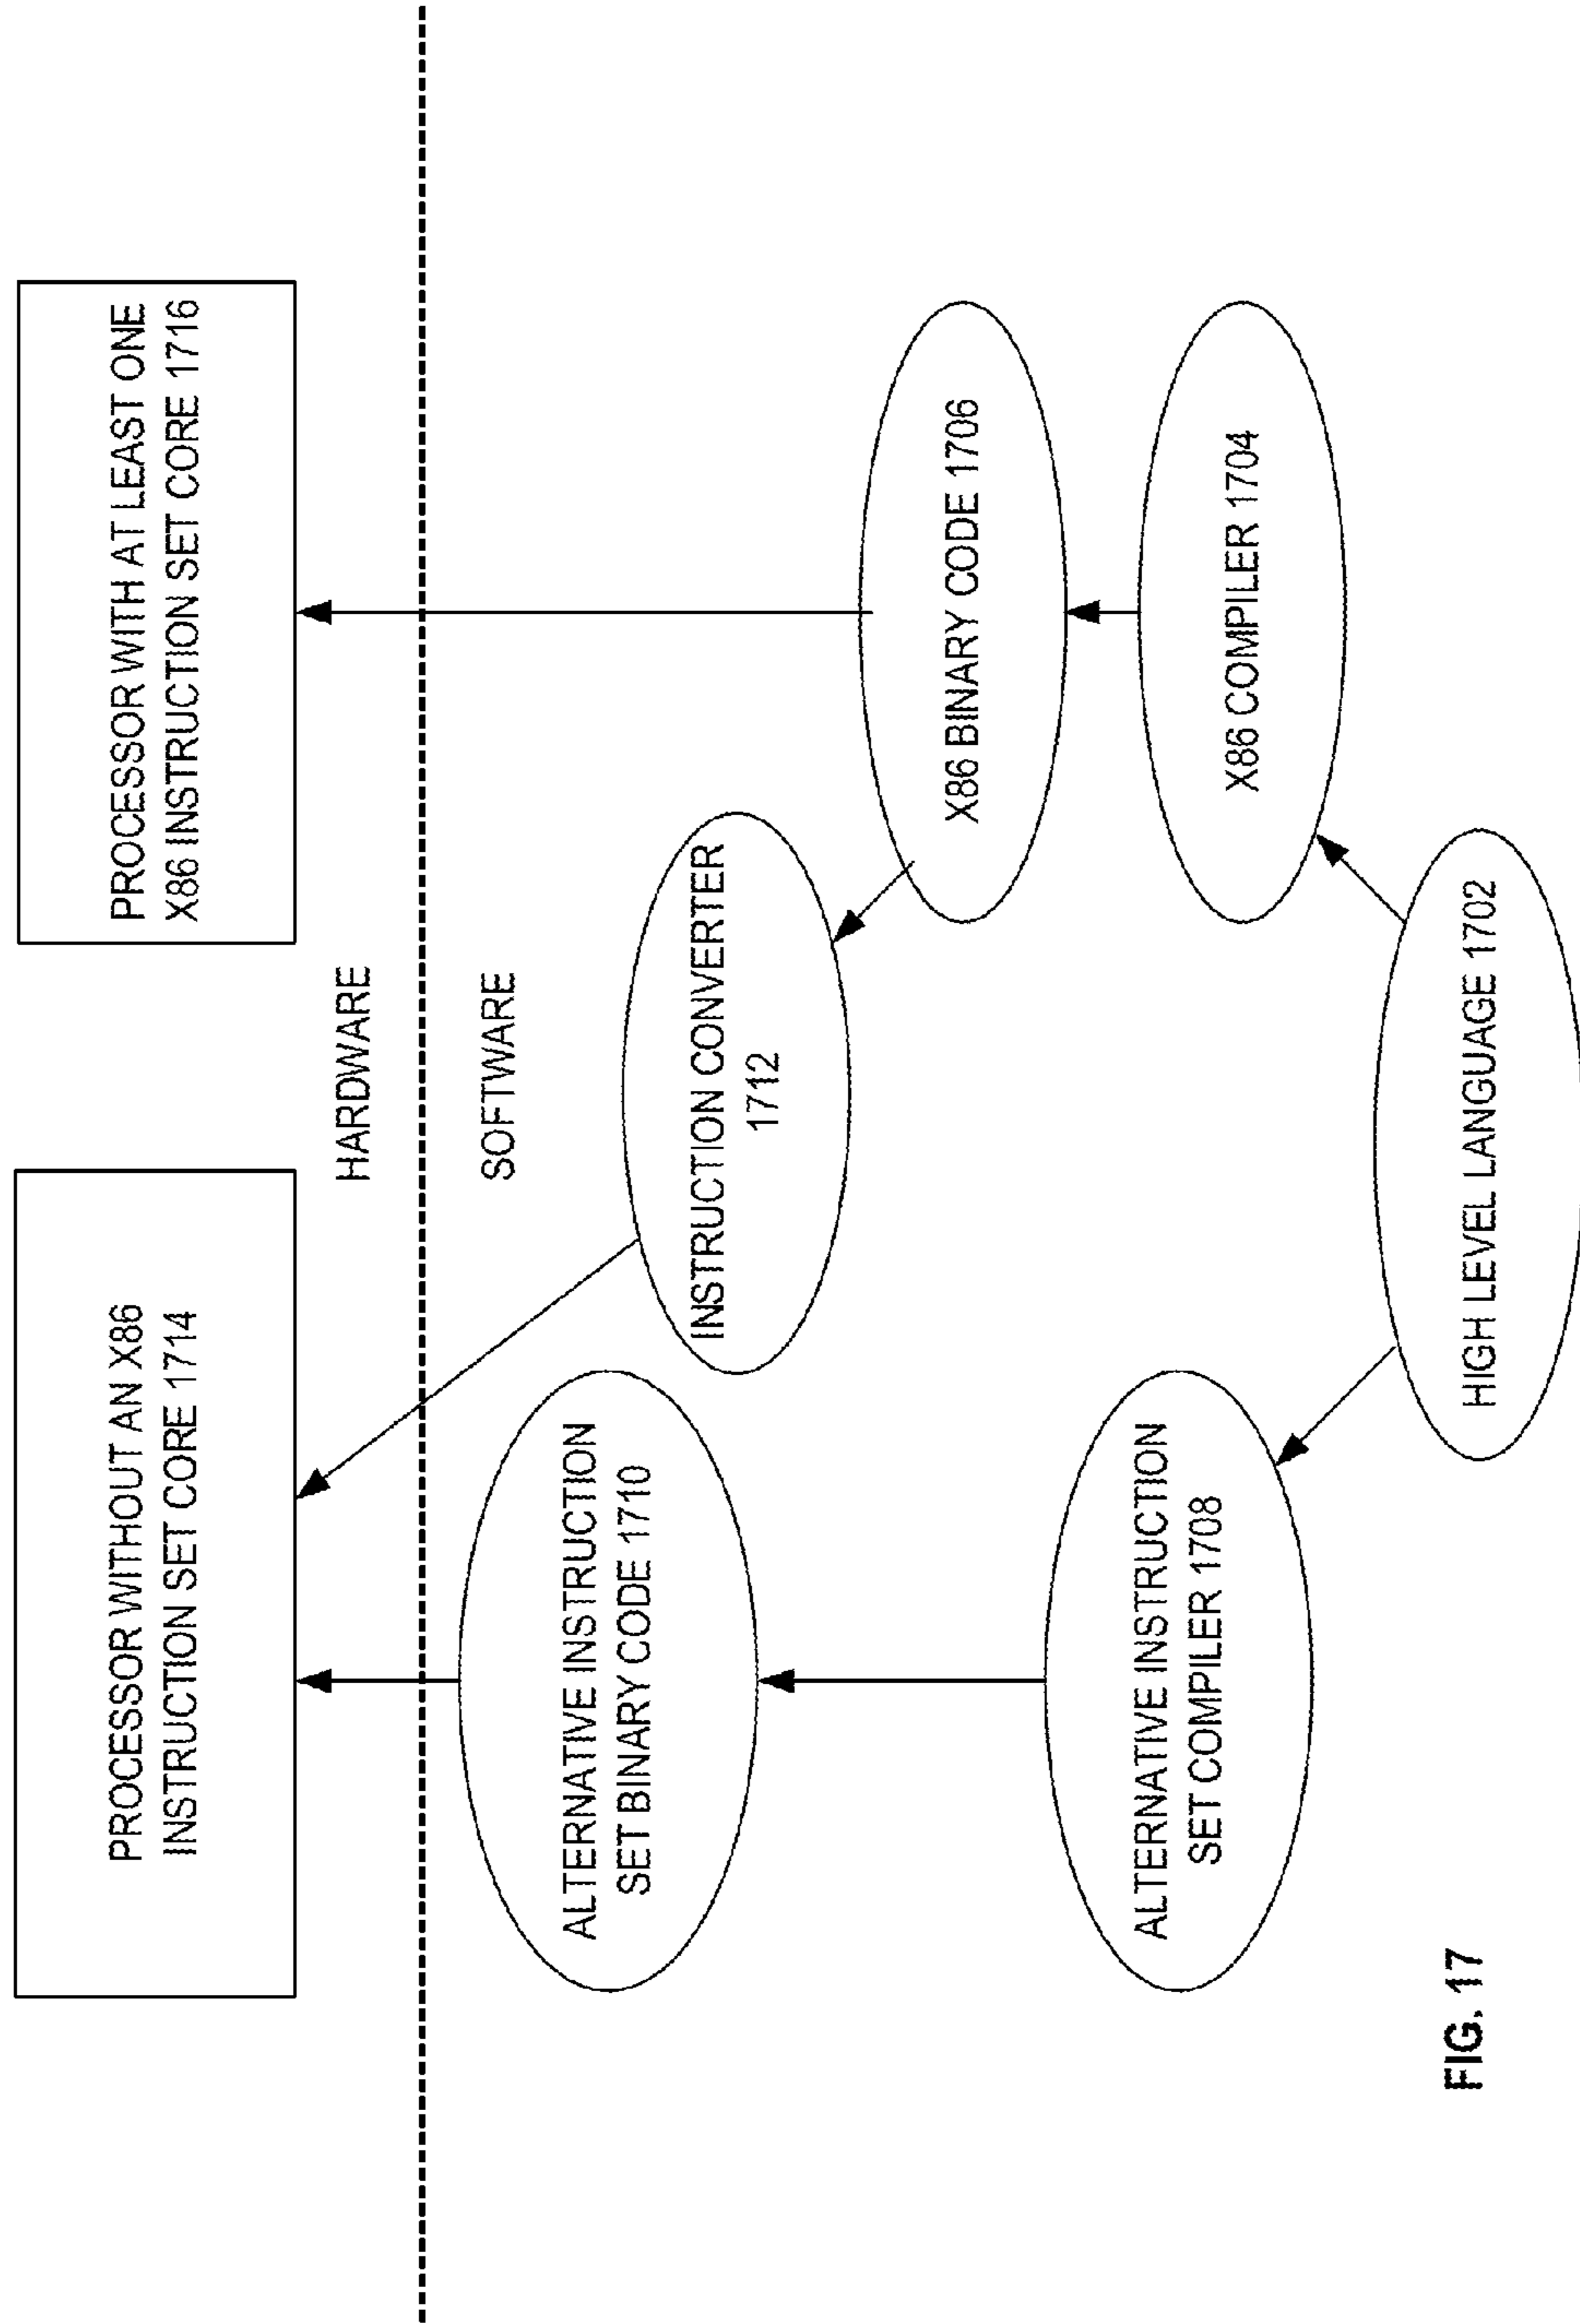 PROCESSOR WITHOUT AN X86
INSTRUCTION SET CORE 1714
PROCESSOR WITH AT LEAST ONE
X86 INSTRUCTION SET CORE 1716
HARDWARE
SOFTWARE
ALTERNATIVE INSTRUCTION
SET BINARY CODE 1710
INSTRUCTION CONVERTER
1712
X86 BINARY CODE 1706
ALTERNATIVE INSTRUCTION
SET COMPILER 1708
X86 COMPILER 1704
HIGH LEVEL LANGUAGE 1702
FIG. 17